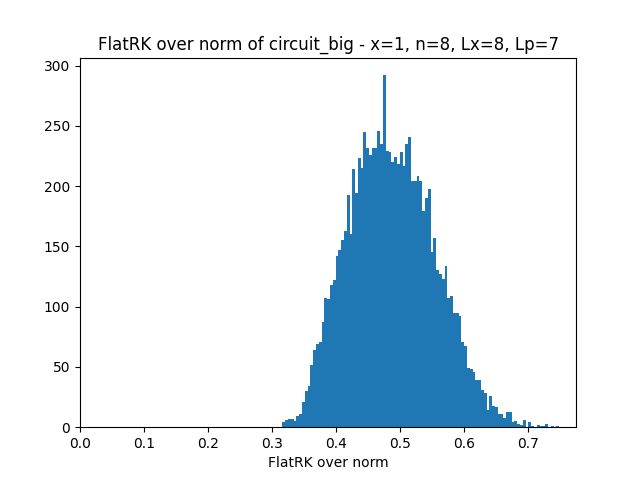 FlatRK over norm of circuit_big - x=1, n=8, Lx=8, Lp=7
300
250
200
150
100
50
0
0.0 0.1 0.2 0.3 0.4 0.5 0.6 0.7
FlatRK over norm